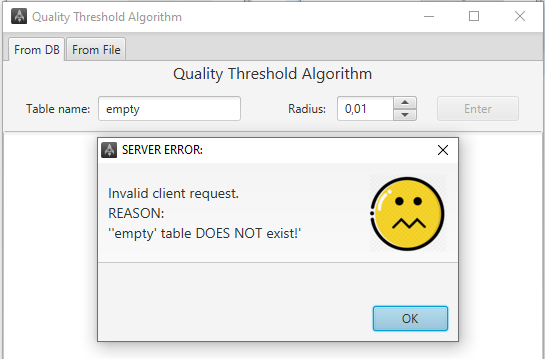 Quality Threshold Algorithm
From DB From File
Quality Threshold Algorithm
Table name: empty Radius: 0,01 Enter
SERVER ERROR:
Invalid client request.
REASON:
''empty' table DOES NOT exist!'
OK